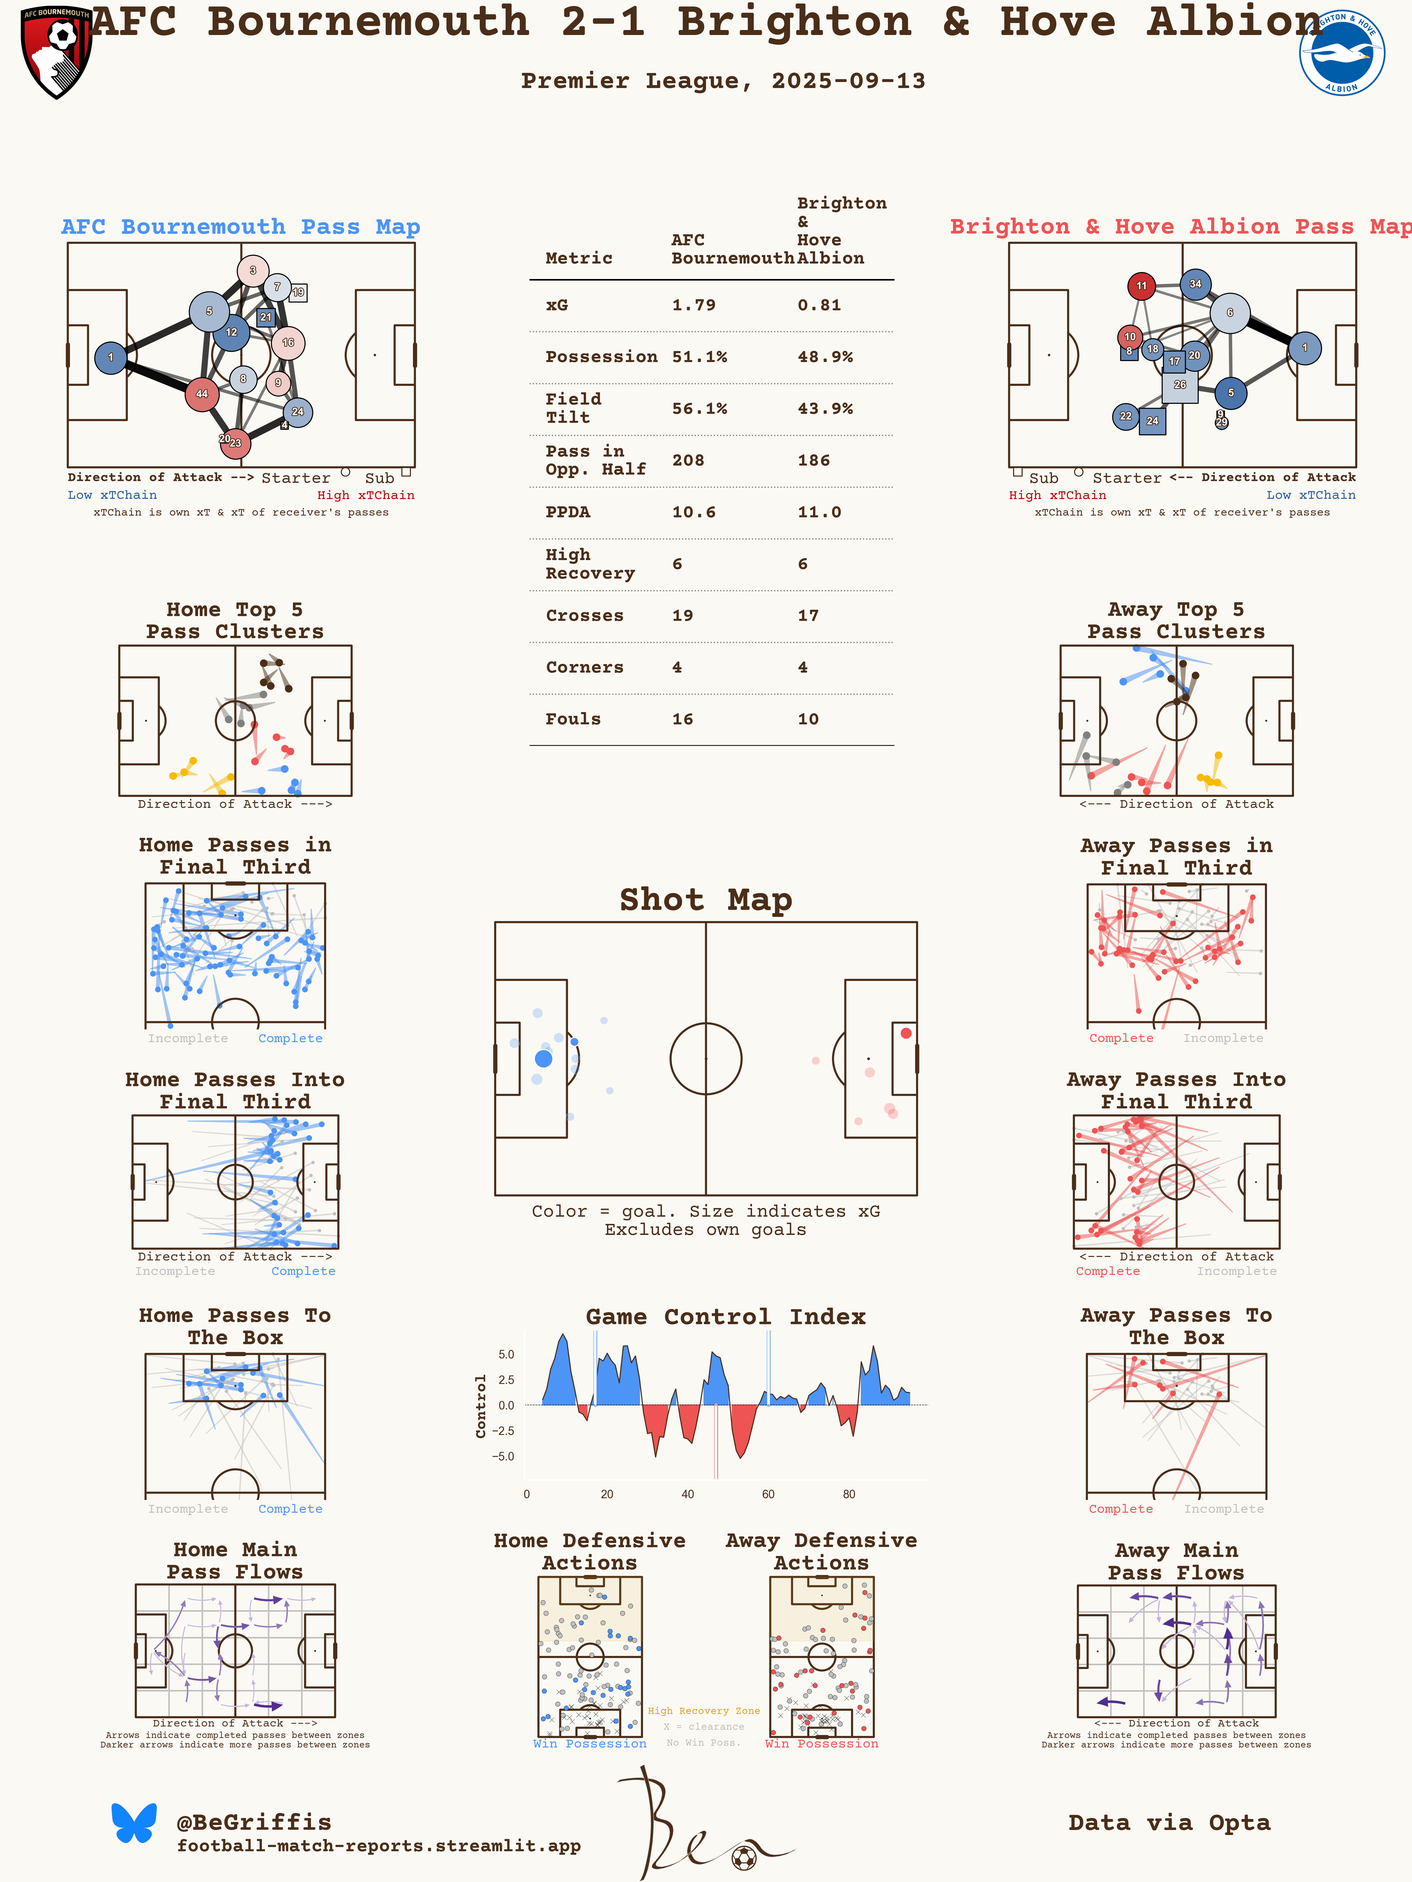 AFC Bournemouth 2-1 Brighton & Hove Albion
Premier League, 2025-09-13
AFC BOURNEMOUTH
BRIGHTON & HOVE
ALBION
AFC Bournemouth Pass Map
3
7
19
5
21
12
16
1
8
9
44
24
4
20
23
Direction of Attack --> Starter Sub
Low xTChain High xTChain
xTChain is own xT & xT of receiver's passes
Metric AFC Bournemouth Brighton & Hove Albion
xG 1.79 0.81
Possession 51.1% 48.9%
Field Tilt 56.1% 43.9%
Pass in Opp. Half 208 186
PPDA 10.6 11.0
High Recovery 6 6
Crosses 19 17
Corners 4 4
Fouls 16 10
Brighton & Hove Albion Pass Map
11
34
6
10
8
18
17
20
1
26
5
22
24
9
29
Sub Starter <-- Direction of Attack
High xTChain Low xTChain
xTChain is own xT & xT of receiver's passes
Home Top 5
Pass Clusters
Direction of Attack --->
Away Top 5
Pass Clusters
<--- Direction of Attack
Home Passes in
Final Third
Incomplete Complete
Away Passes in
Final Third
Complete Incomplete
Shot Map
Color = goal. Size indicates xG
Excludes own goals
Home Passes Into
Final Third
Direction of Attack --->
Incomplete Complete
Away Passes Into
Final Third
<--- Direction of Attack
Complete Incomplete
Home Passes To
The Box
Incomplete Complete
Game Control Index
Control
5.0
2.5
0.0
−2.5
−5.0
0 20 40 60 80
Away Passes To
The Box
Complete Incomplete
Home Main
Pass Flows
Direction of Attack --->
Arrows indicate completed passes between zones
Darker arrows indicate more passes between zones
Home Defensive
Actions
Win Possession
High Recovery Zone
X = clearance
No Win Poss.
Away Defensive
Actions
Win Possession
Away Main
Pass Flows
<--- Direction of Attack
Arrows indicate completed passes between zones
Darker arrows indicate more passes between zones
@BeGriffis
football-match-reports.streamlit.app
Ben
Data via Opta